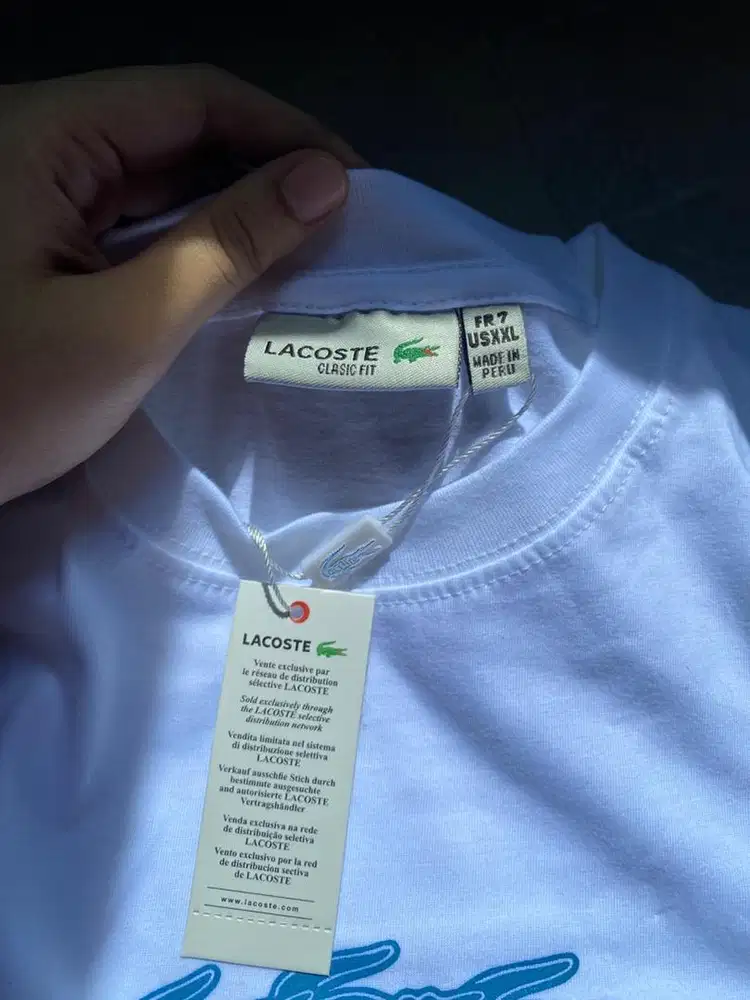 LACOSTE
CLASIC FIT
FR 7
USXXL
MADE IN
PERU
LACOSTE
Vente exclusive par
le réseau de distribution
sélective LACOSTE
Sold exclusively through
the LACOSTE selective
distribution network
Vendita limitata nel sistema
di distribuzione selettiva
LACOSTE
Verkauf ausschße Stich durch
bestimmte ausgesuchte
and autorisierte LACOSTE
Vertragshändler
Venda exclusiva na rede
de distribuição seletiva
LACOSTE
Vento exclusivo por la red
de distribucion sectiva
de LACOSTE
www.lacoste.com